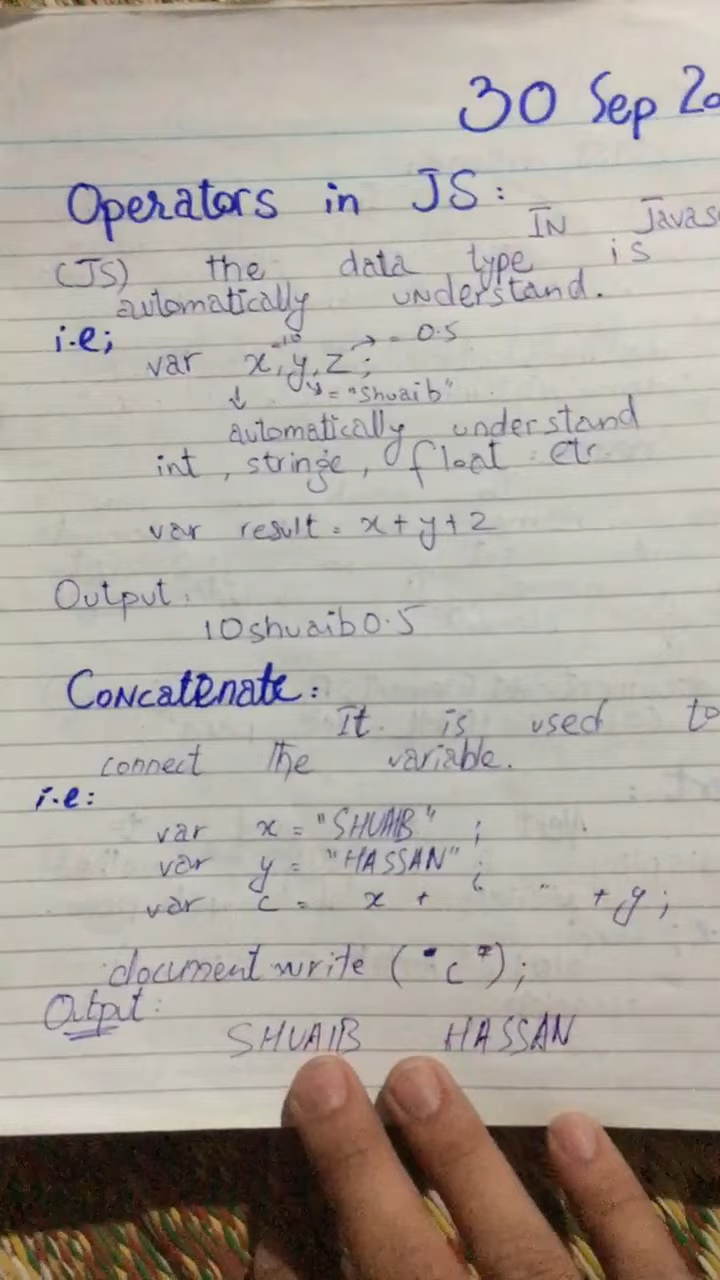 30 Sep 20
Operators in JS:
IN Javas
(JS) the data type is
automatically understand.
i.e;
=10 → = 0.5
var x, y, z;
↓ y = "Shuaib"
automatically understand
int, stringe, float etc
var result = x+y+z
Output:
10shuaib0.5
Concatenate:
It is used to
connect the variable.
i.e:
var x = "SHUAIB" ;
var y = "HASSAN" ;
var c = x + " " + y;
document write ("c");
Output:
SHUAIB HASSAN